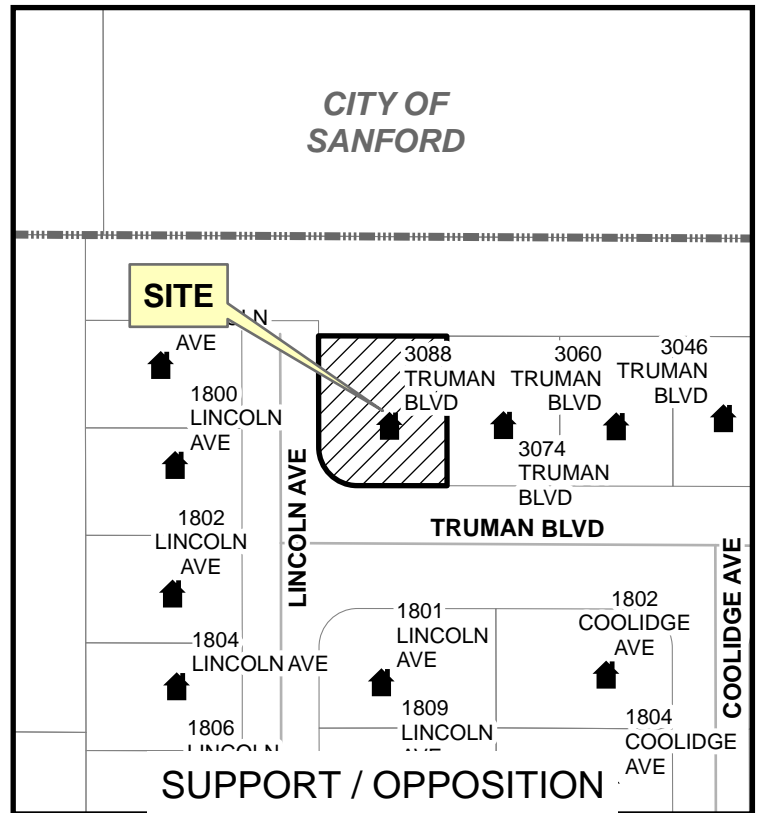 CITY OF
SANFORD
SITE
AVE
1800
LINCOLN
AVE
1802
LINCOLN
AVE
1804
LINCOLN AVE
1806
LINCOLN AVE
3088
TRUMAN
BLVD
3060
TRUMAN
BLVD
3046
TRUMAN
BLVD
3074
TRUMAN
BLVD
TRUMAN BLVD
COOLIDGE AVE
1801
LINCOLN
AVE
1802
COOLIDGE
AVE
1809
LINCOLN
1804
COOLIDGE
AVE
SUPPORT / OPPOSITION